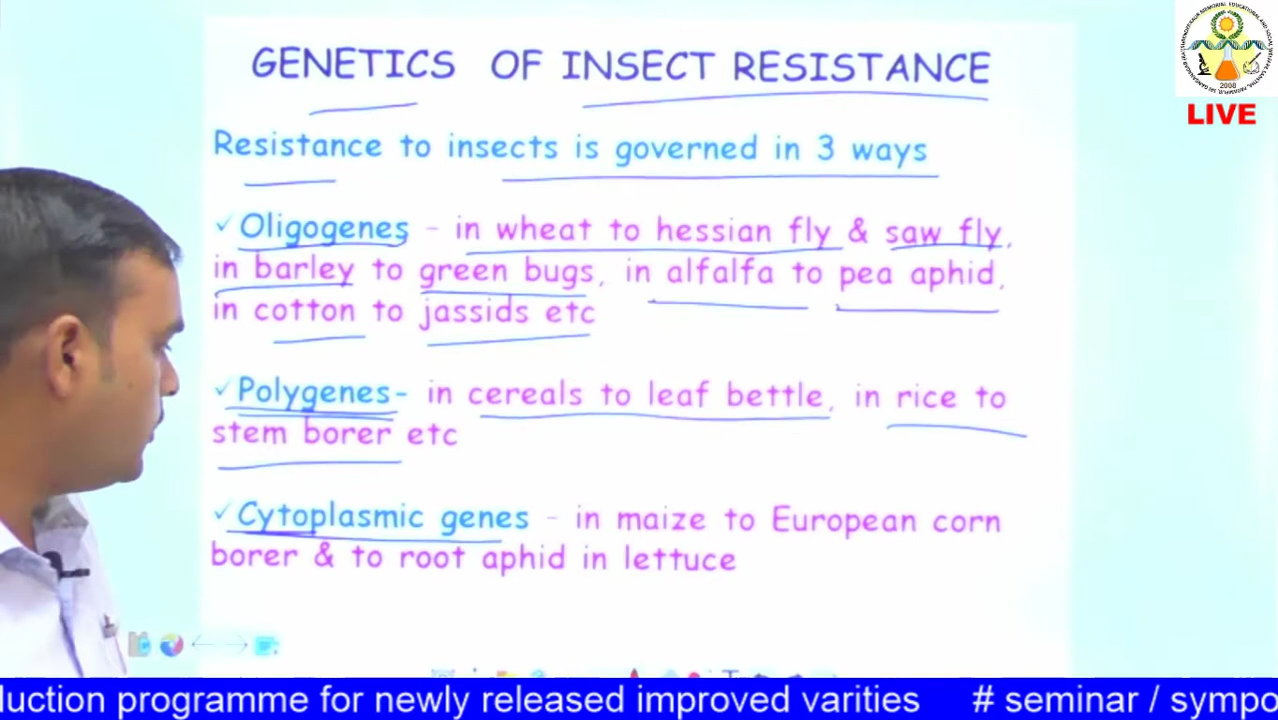 GENETICS OF INSECT RESISTANCE
Resistance to insects is governed in 3 ways
✓ Oligogenes - in wheat to hessian fly & saw fly,
in barley to green bugs, in alfalfa to pea aphid,
in cotton to jassids etc
✓ Polygenes- in cereals to leaf bettle, in rice to
stem borer etc
✓ Cytoplasmic genes - in maize to European corn
borer & to root aphid in lettuce
2008
LIVE
duction programme for newly released improved varities # seminar / sympo